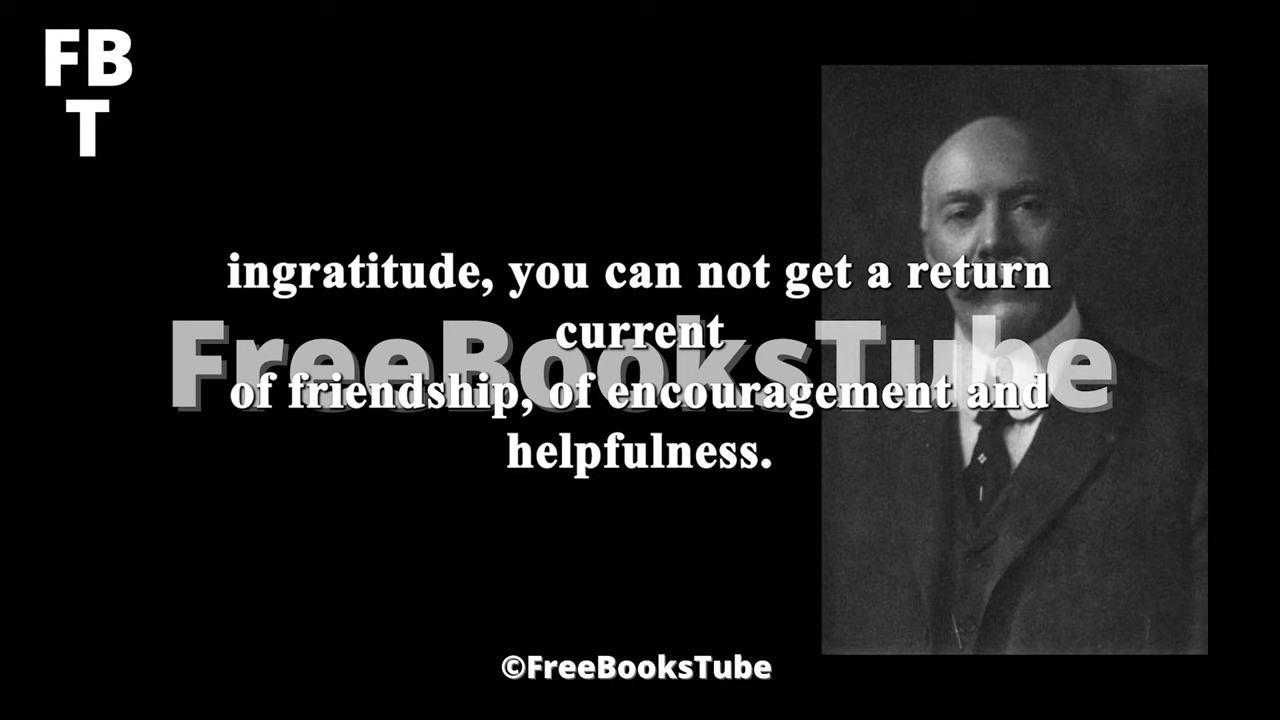 FB
T
ingratitude, you can not get a return
current
FreeBooksTube
of friendship, of encouragement and
helpfulness.
©FreeBooksTube